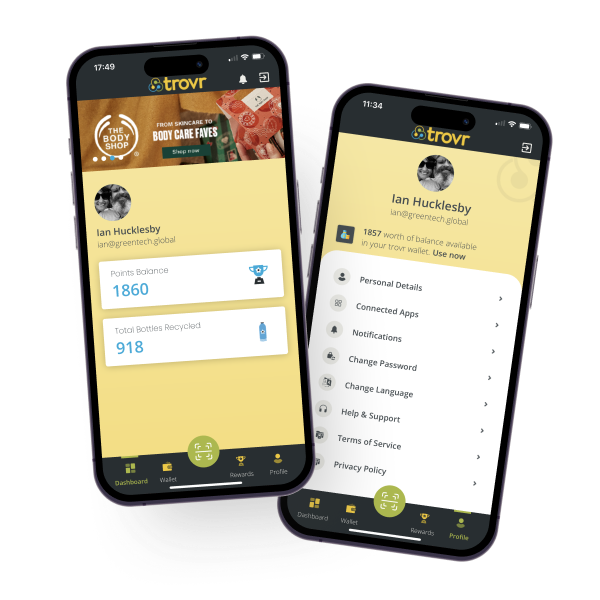 17:49
trovr
THE
BODY
SHOP
FROM SKINCARE TO
BODY CARE FAVES
Shop now
Ian Hucklesby
ian@greentech.global
Points Balance
1860
Total Bottles Recycled
918
Dashboard
Wallet
Rewards
Profile
11:34
trovr
Ian Hucklesby
ian@greentech.global
1857 worth of balance available
in your trovr wallet. Use now
Personal Details
Connected Apps
Notifications
Change Password
Change Language
Help & Support
Terms of Service
Privacy Policy
Dashboard
Wallet
Rewards
Profile